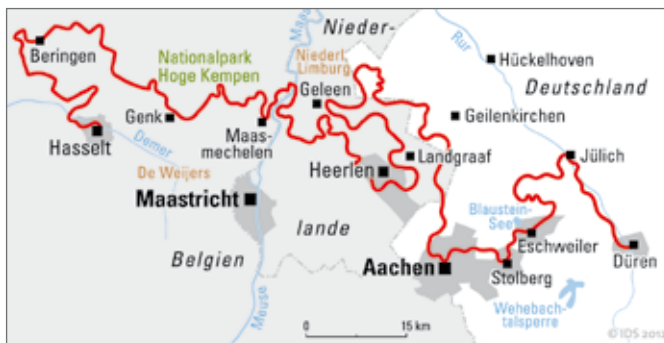 Beringen
Nationalpark
Hoge Kempen
Maas
Nieder-
Niederl.
Limburg
Geleen
Rur
Hückelhoven
Deutschland
Genk
Maas-
mechelen
Geilenkirchen
Hasselt
Demer
De Weijers
Heerlen
Landgraaf
Jülich
Maastricht
lande
Blaustein-
See
Eschweiler
Belgien
Aachen
Stolberg
Düren
Meuse
Wehebach-
talsperre
0
15 km